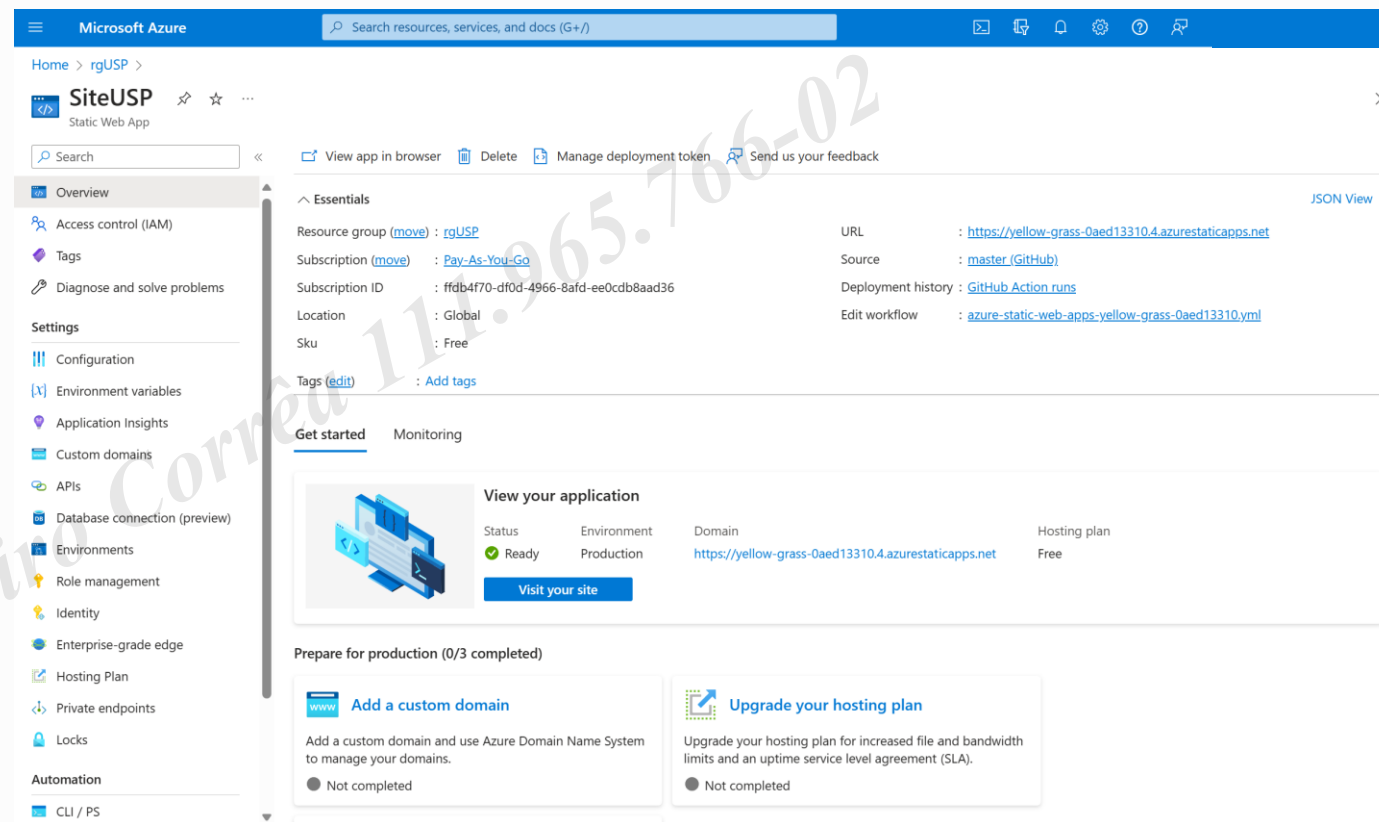 Microsoft Azure
Search resources, services, and docs (G+/)
Home > rgUSP >
SiteUSP
Static Web App
Search
View app in browser Delete Manage deployment token Send us your feedback
Overview
Access control (IAM)
Tags
Diagnose and solve problems
Settings
Configuration
Environment variables
Application Insights
Custom domains
APIs
Database connection (preview)
Environments
Role management
Identity
Enterprise-grade edge
Hosting Plan
Private endpoints
Locks
Automation
CLI / PS
Essentials
JSON View
Resource group (move) : rgUSP
Subscription (move) : Pay-As-You-Go
Subscription ID : ffdb4f70-df0d-4966-8afd-ee0cdb8aad36
Location : Global
Sku : Free
URL : https://yellow-grass-0aed13310.4.azurestaticapps.net
Source : master (GitHub)
Deployment history : GitHub Action runs
Edit workflow : azure-static-web-apps-yellow-grass-0aed13310.yml
Tags (edit) : Add tags
Get started Monitoring
View your application
Status Environment Domain Hosting plan
Ready Production https://yellow-grass-0aed13310.4.azurestaticapps.net Free
Visit your site
Prepare for production (0/3 completed)
www
Add a custom domain
Add a custom domain and use Azure Domain Name System
to manage your domains.
Not completed
Upgrade your hosting plan
Upgrade your hosting plan for increased file and bandwidth
limits and an uptime service level agreement (SLA).
Not completed
Corrêa 111.965.766-02